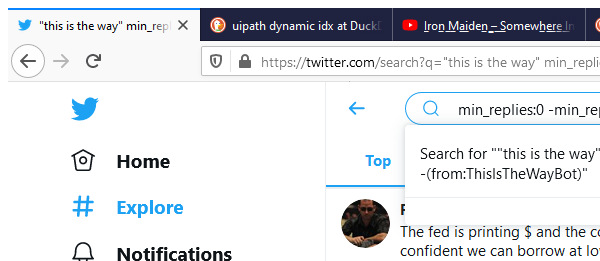 "this is the way" min_repl
uipath dynamic idx at DuckD
Iron Maiden – Somewhere In
https://twitter.com/search?q="this is the way" min_replie
min_replies:0 -min_rep
Search for ""this is the way"
-(from:ThisIsTheWayBot)"
Home
Top
Explore
The fed is printing $ and the co
confident we can borrow at lo
Notifications